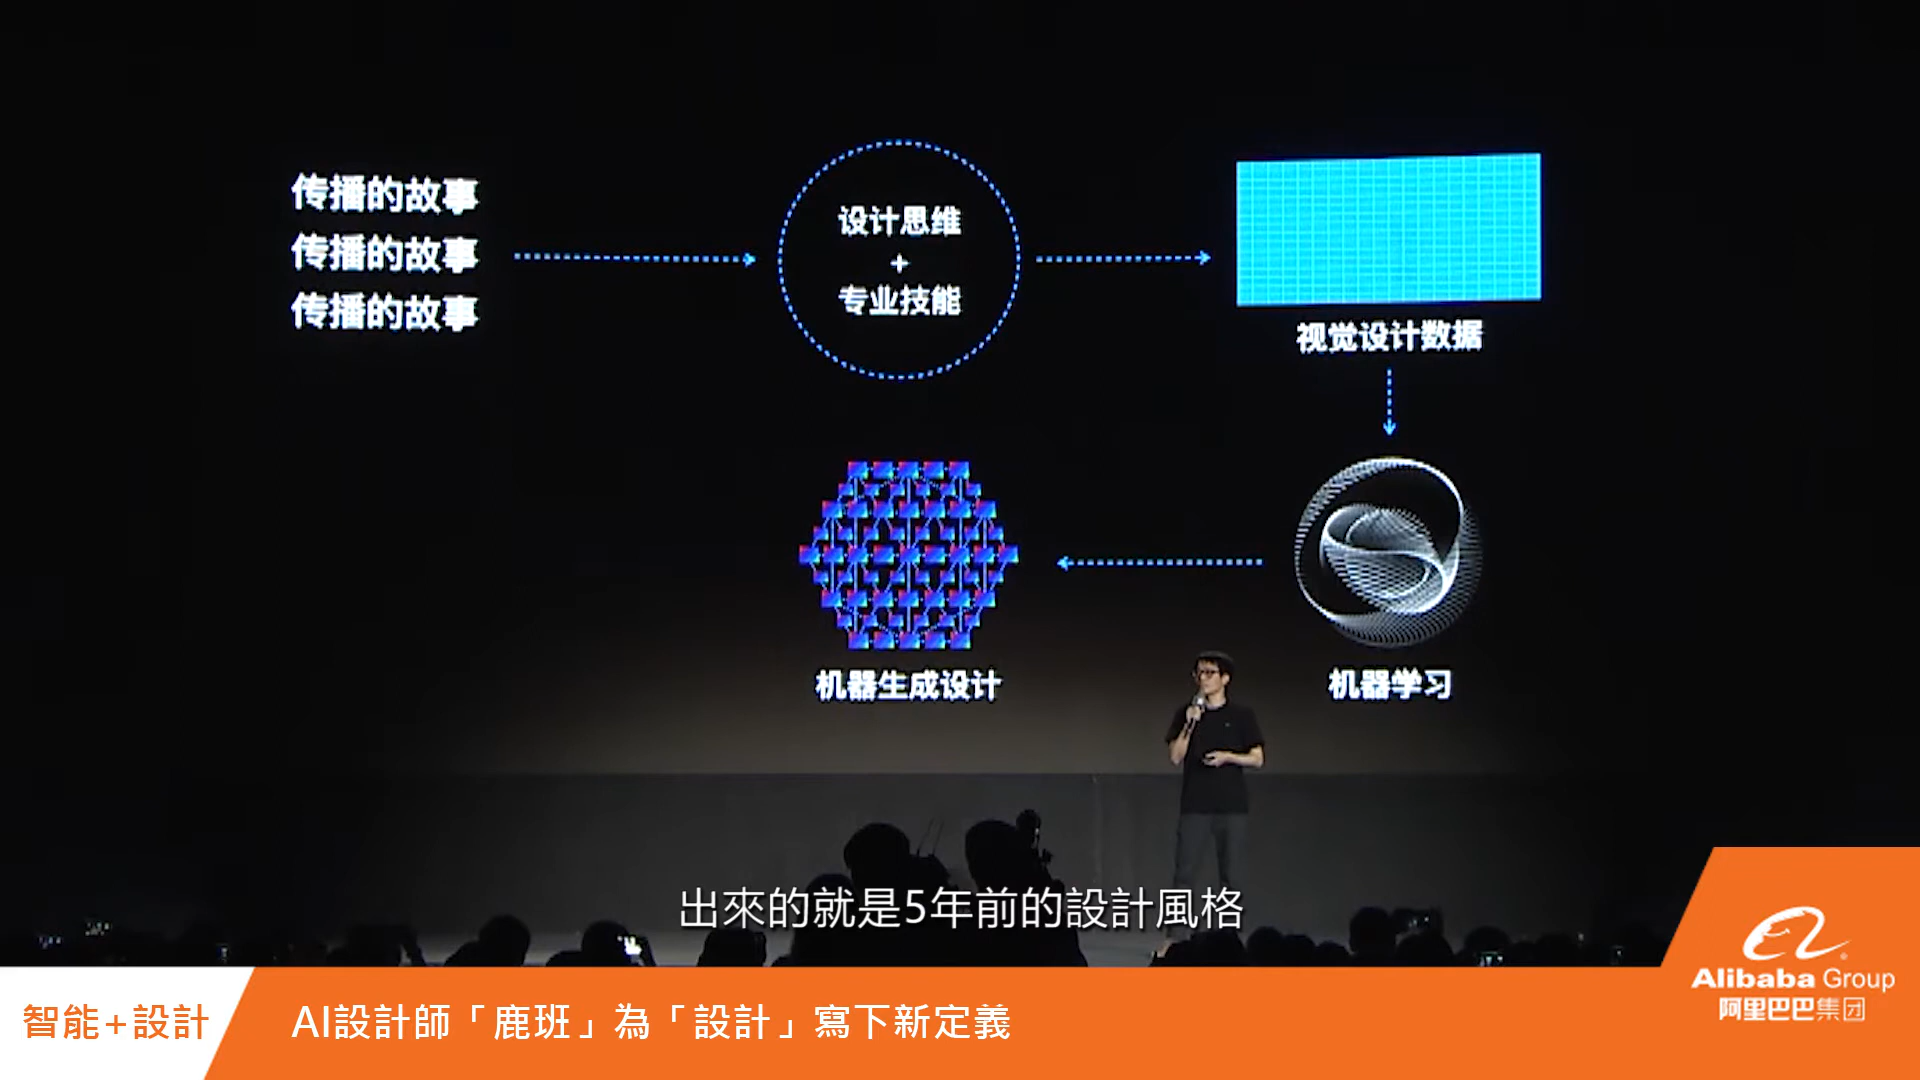 传播的故事
传播的故事
传播的故事
设计思维
+
专业技能
视觉设计数据
机器生成设计
机器学习
出來的就是5年前的設計風格
智能+設計
AI設計師「鹿班」為「設計」寫下新定義
Alibaba Group
阿里巴巴集团